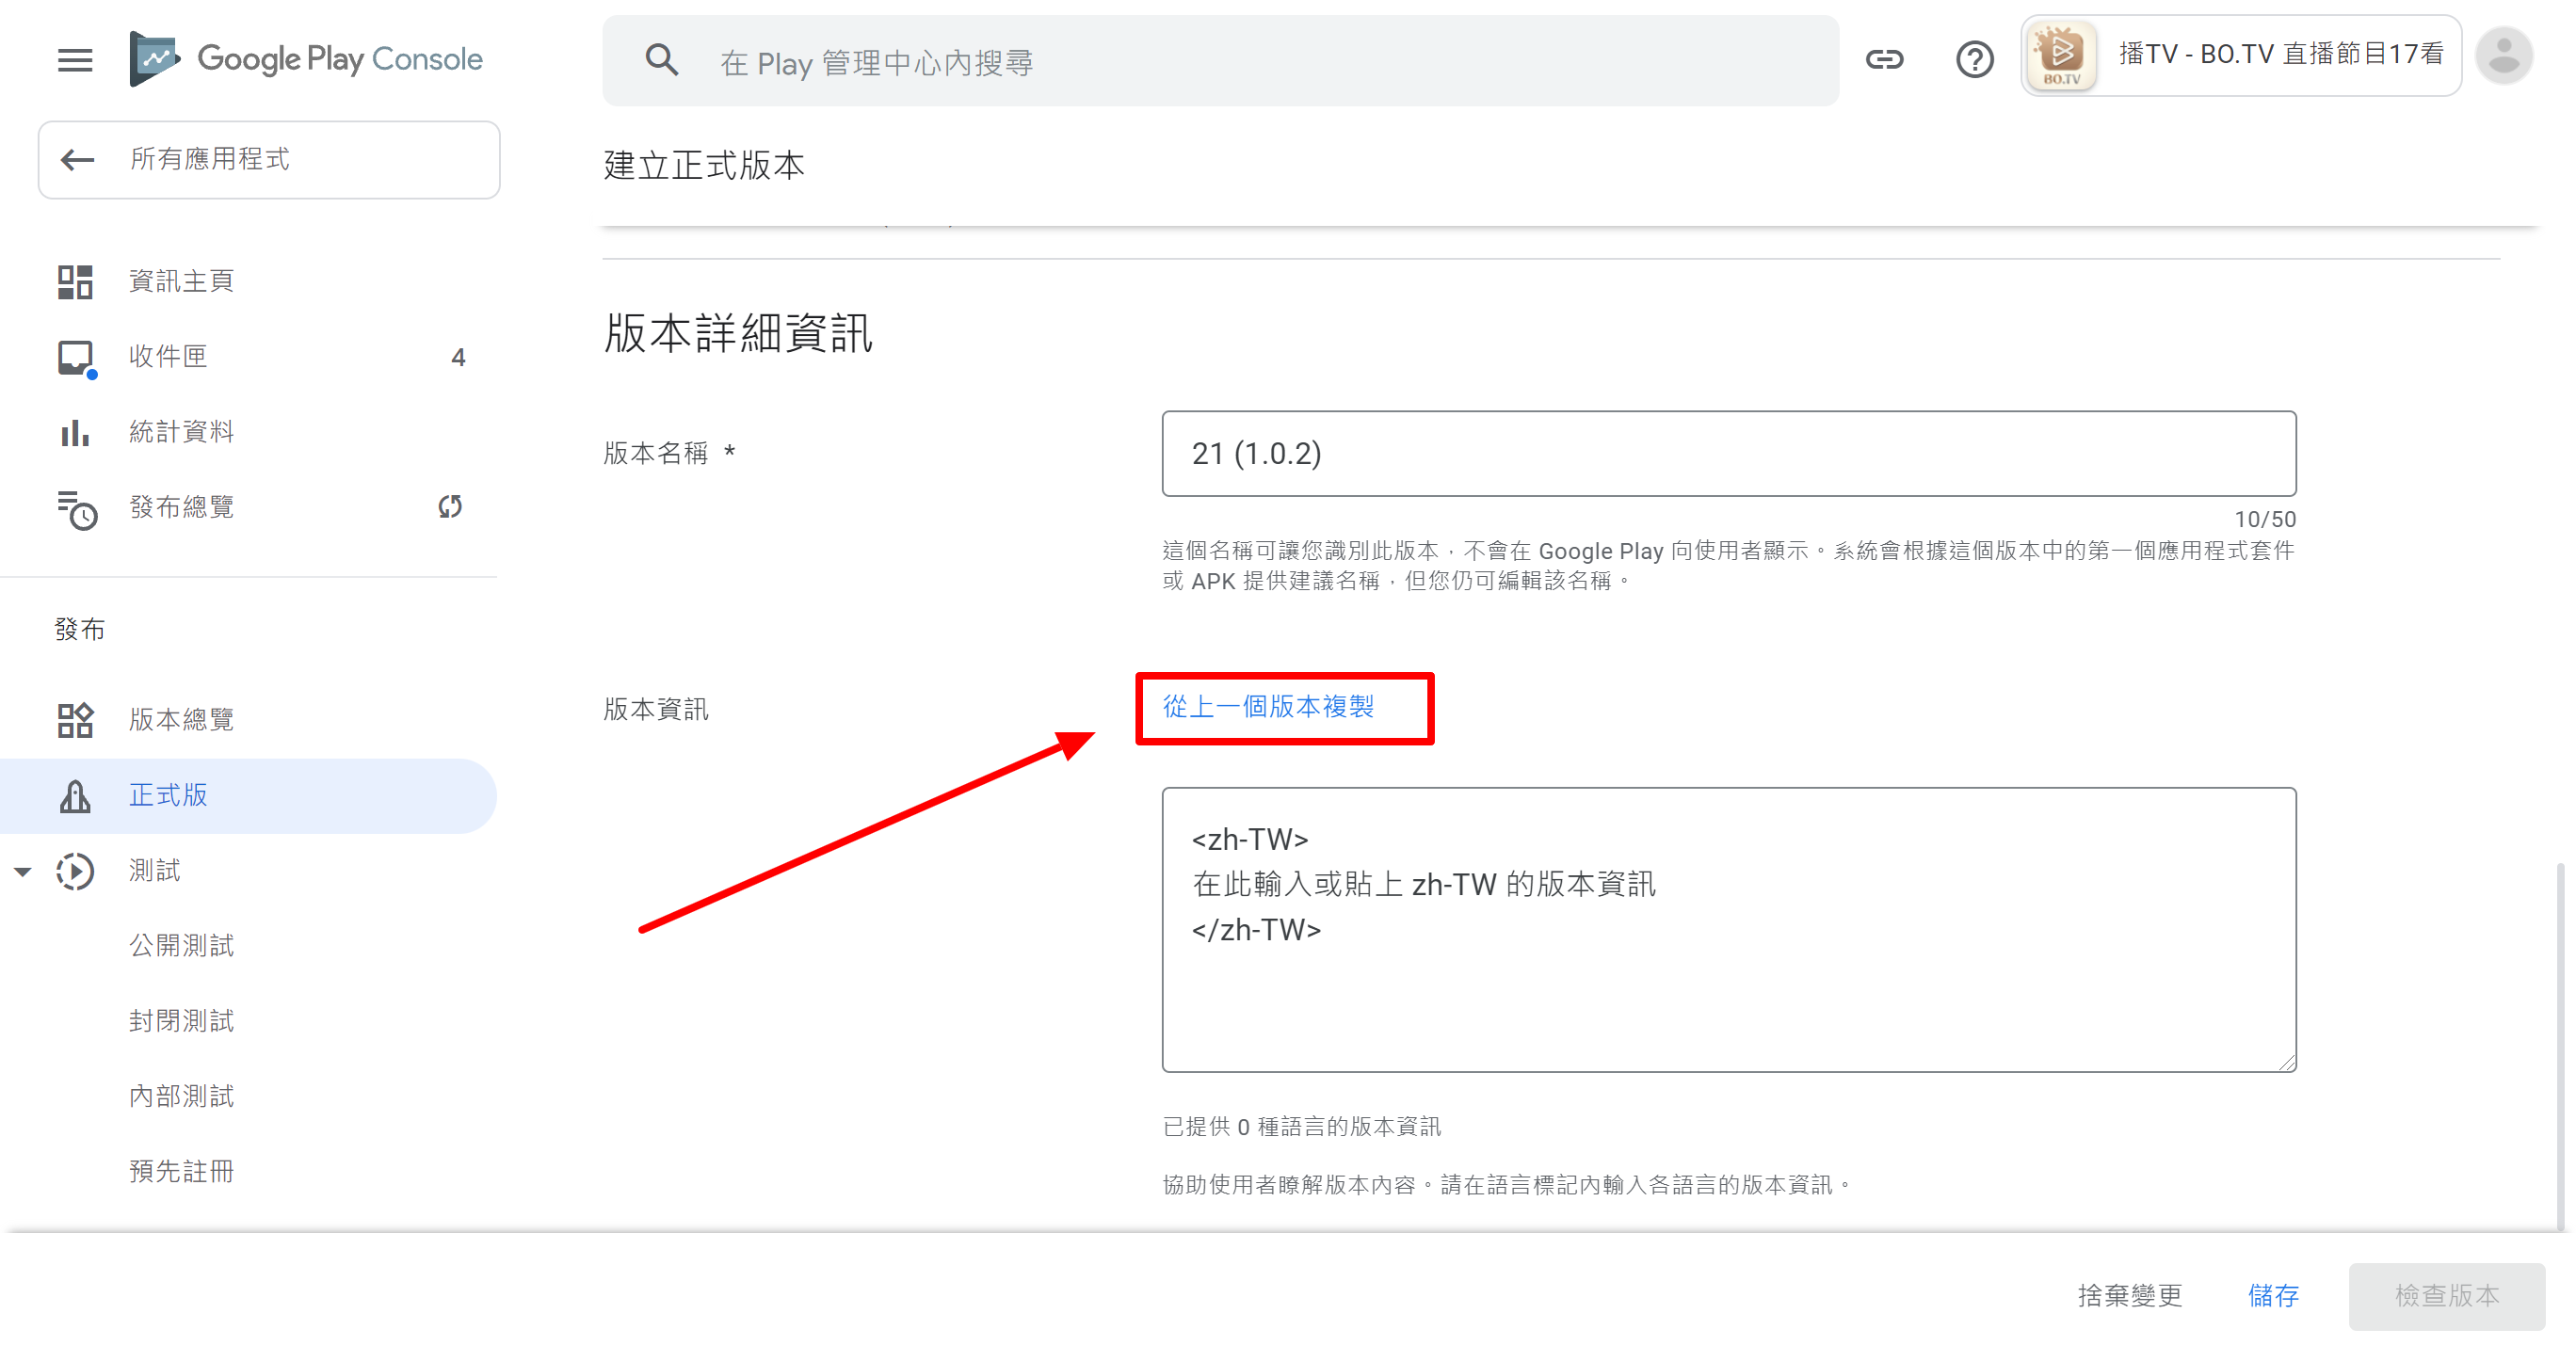 Google Play Console
在 Play 管理中心內搜尋
BO.TV
播TV - BO.TV 直播節目17看
所有應用程式
建立正式版本
資訊主頁
收件匣 4
統計資料
發布總覽
發布
版本總覽
正式版
測試
公開測試
封閉測試
內部測試
預先註冊
版本詳細資訊
版本名稱 *
21 (1.0.2)
10/50
這個名稱可讓您識別此版本，不會在 Google Play 向使用者顯示。系統會根據這個版本中的第一個應用程式套件
或 APK 提供建議名稱，但您仍可編輯該名稱。
版本資訊
從上一個版本複製
<zh-TW>
在此輸入或貼上 zh-TW 的版本資訊
</zh-TW>
已提供 0 種語言的版本資訊
協助使用者瞭解版本內容。請在語言標記內輸入各語言的版本資訊。
捨棄變更
儲存
檢查版本